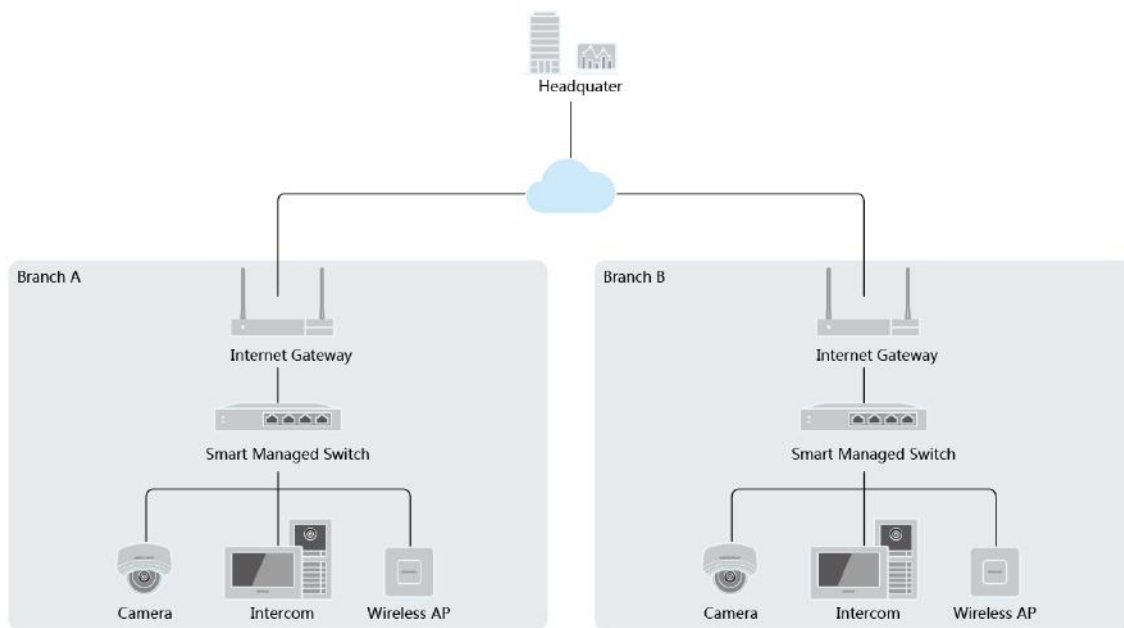 Headquater
Branch A
Branch B
Internet Gateway
Internet Gateway
Smart Managed Switch
Smart Managed Switch
Camera
Intercom
Wireless AP
Camera
Intercom
Wireless AP